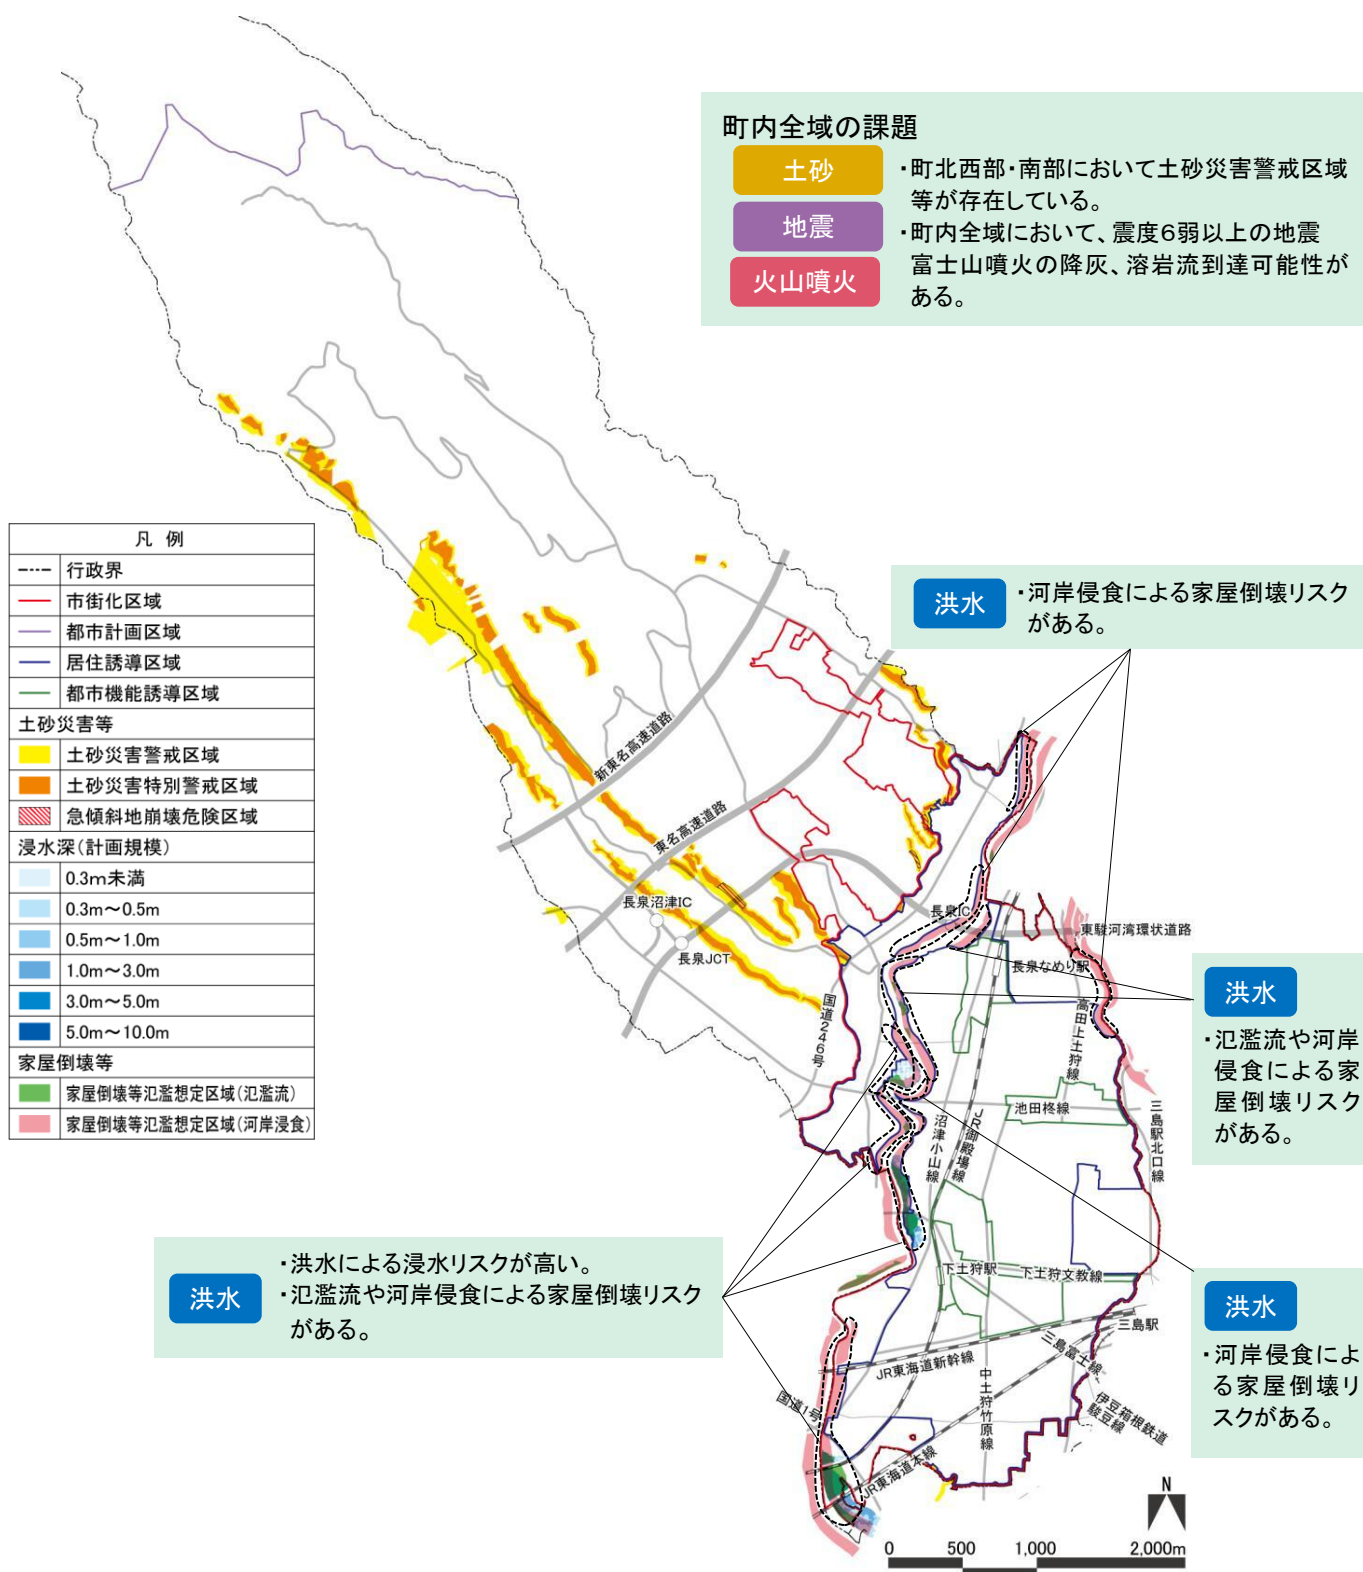 町内全域の課題
土砂
地震
火山噴火
・町北西部・南部において土砂災害警戒区域
等が存在している。
・町内全域において、震度6弱以上の地震
富士山噴火の降灰、溶岩流到達可能性が
ある。
凡 例
行政界
市街化区域
都市計画区域
居住誘導区域
都市機能誘導区域
土砂災害等
土砂災害警戒区域
土砂災害特別警戒区域
急傾斜地崩壊危険区域
浸水深(計画規模)
0.3m未満
0.3m～0.5m
0.5m～1.0m
1.0m～3.0m
3.0m～5.0m
5.0m～10.0m
家屋倒壊等
家屋倒壊等氾濫想定区域(氾濫流)
家屋倒壊等氾濫想定区域(河岸浸食)
洪水
・河岸侵食による家屋倒壊リスク
がある。
新東名高速道路
東名高速道路
長泉沼津IC
長泉JCT
長泉IC
東駿河湾環状道路
長泉なめり駅
国道246号
高田上土狩線
洪水
・氾濫流や河岸
侵食による家
屋倒壊リスク
がある。
池田柊線
沼津小山線
JR御殿場線
三島駅北口線
洪水
・洪水による浸水リスクが高い。
・氾濫流や河岸侵食による家屋倒壊リスク
がある。
下土狩駅
下土狩文教線
三島駅
三島富士線
JR東海道新幹線
国道1号
中土狩竹原線
伊豆箱根鉄道
駿豆線
JR東海道本線
洪水
・河岸侵食によ
る家屋倒壊リ
スクがある。
N
0 500 1,000 2,000m